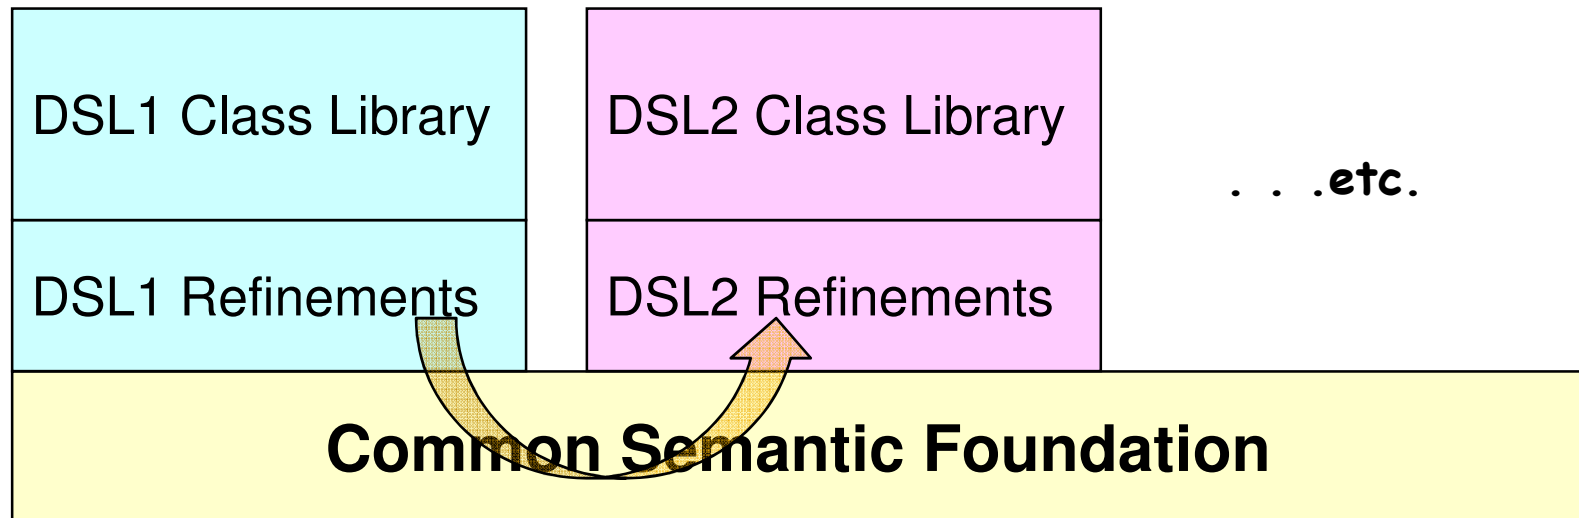 DSL1 Class Library
DSL2 Class Library
. . .etc.
DSL1 Refinements
DSL2 Refinements
Common Semantic Foundation